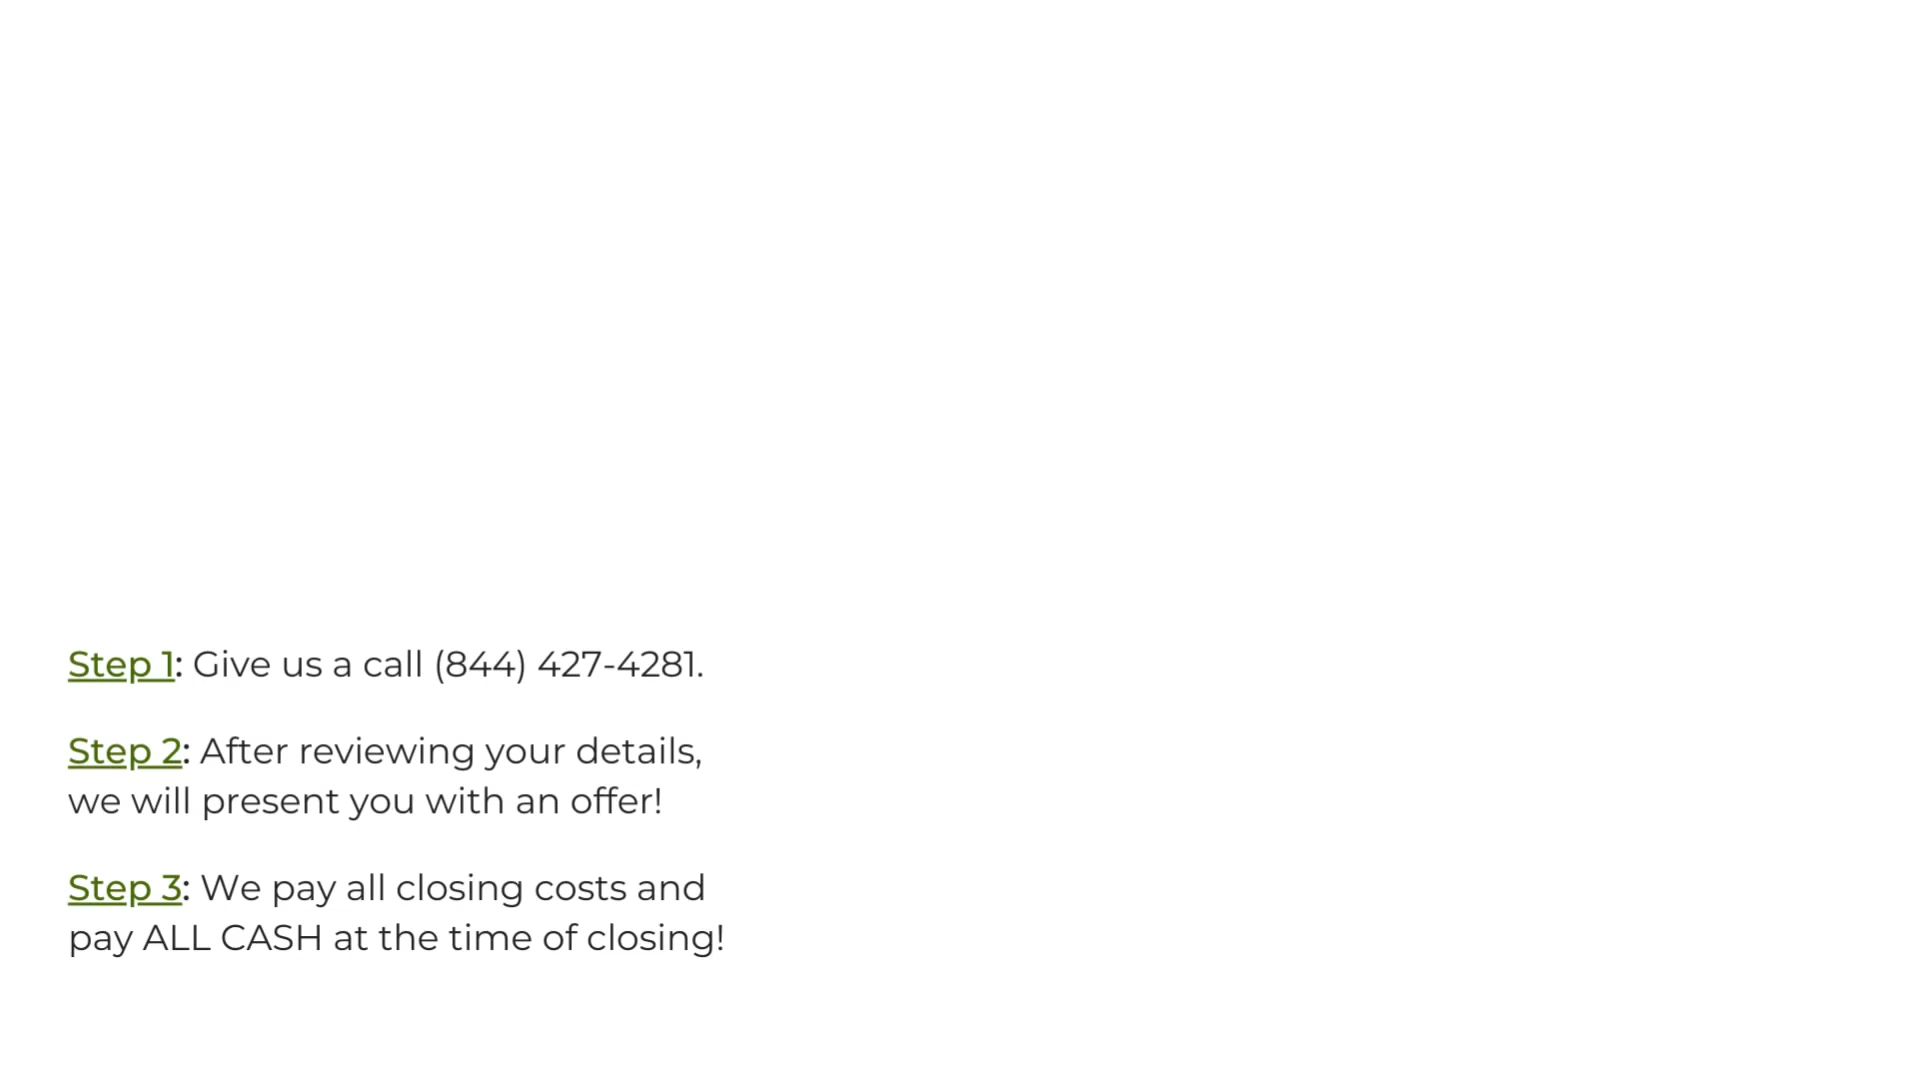 Step 1: Give us a call (844) 427-4281.
Step 2: After reviewing your details,
we will present you with an offer!
Step 3: We pay all closing costs and
pay ALL CASH at the time of closing!